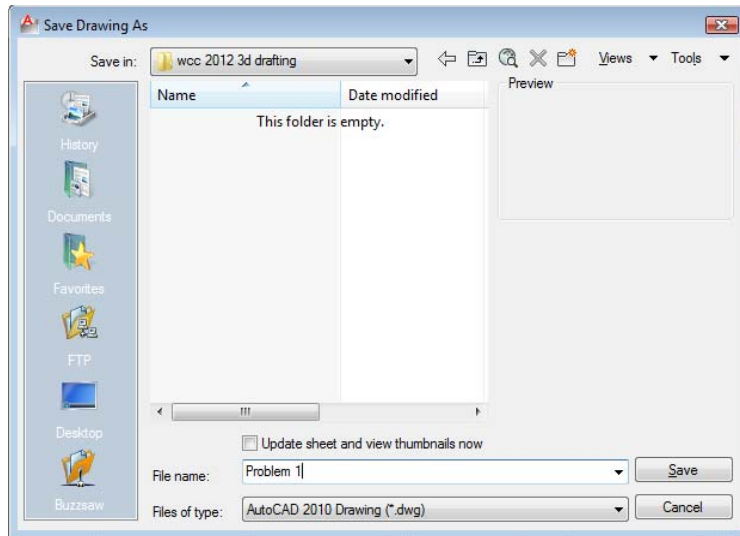 Save Drawing As
Save in: wcc 2012 3d drafting Views Tools
Name Date modified Preview
This folder is empty.
History
Documents
Favorites
FTP
Desktop
Buzzsaw
Update sheet and view thumbnails now
File name: Problem 1 Save
Files of type: AutoCAD 2010 Drawing (*.dwg) Cancel